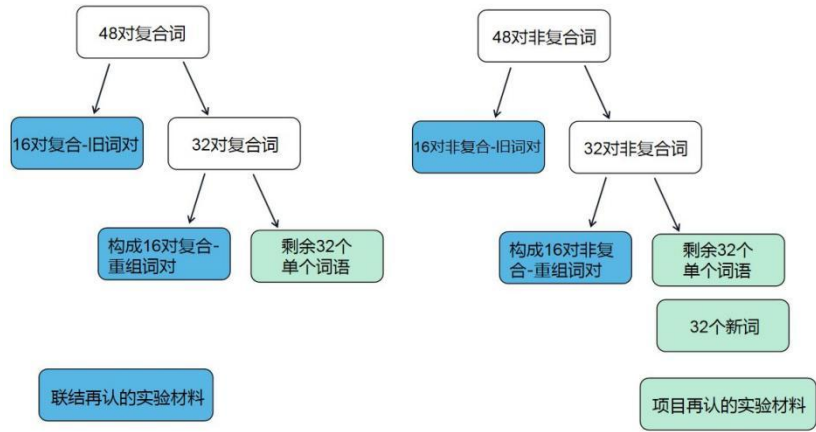 48对复合词
48对非复合词
16对复合-旧词对
32对复合词
16对非复合-旧词对
32对非复合词
构成16对复合-
重组词对
剩余32个
单个词语
构成16对非复
合-重组词对
剩余32个
单个词语
32个新词
联结再认的实验材料
项目再认的实验材料